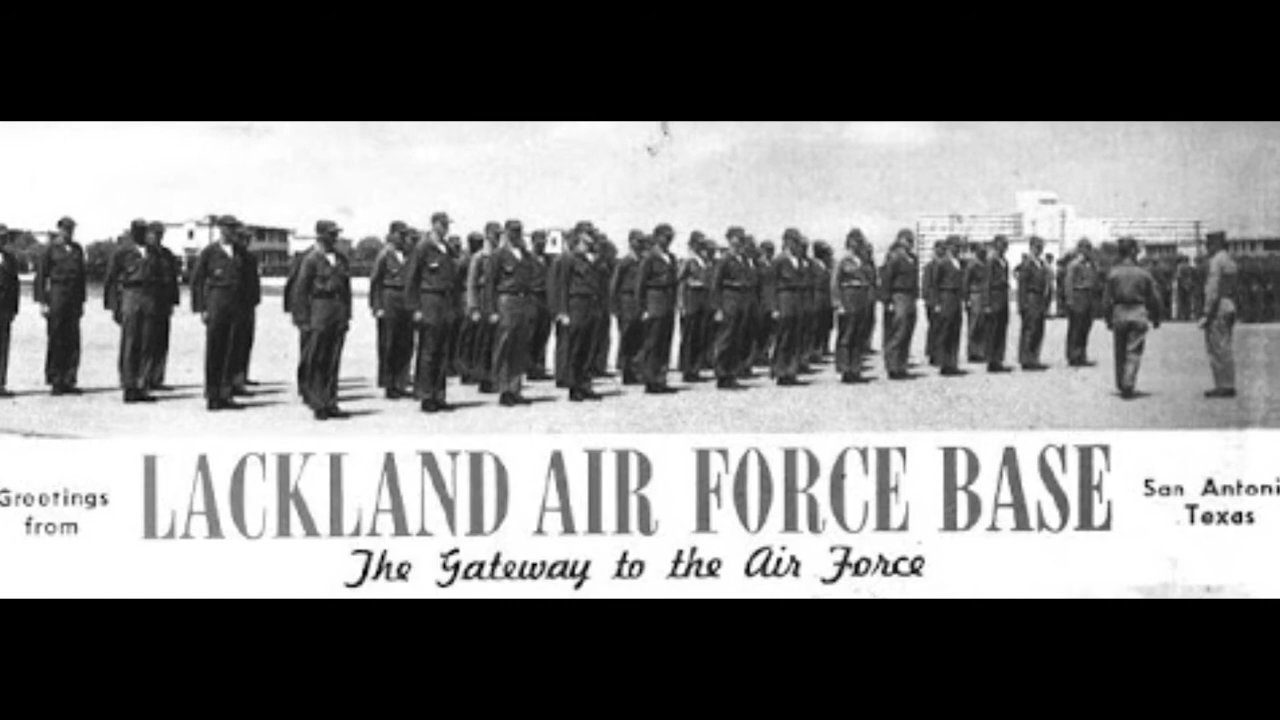 Greetings
from
LACKLAND AIR FORCE BASE
San Antoni
Texas
The Gateway to the Air Force